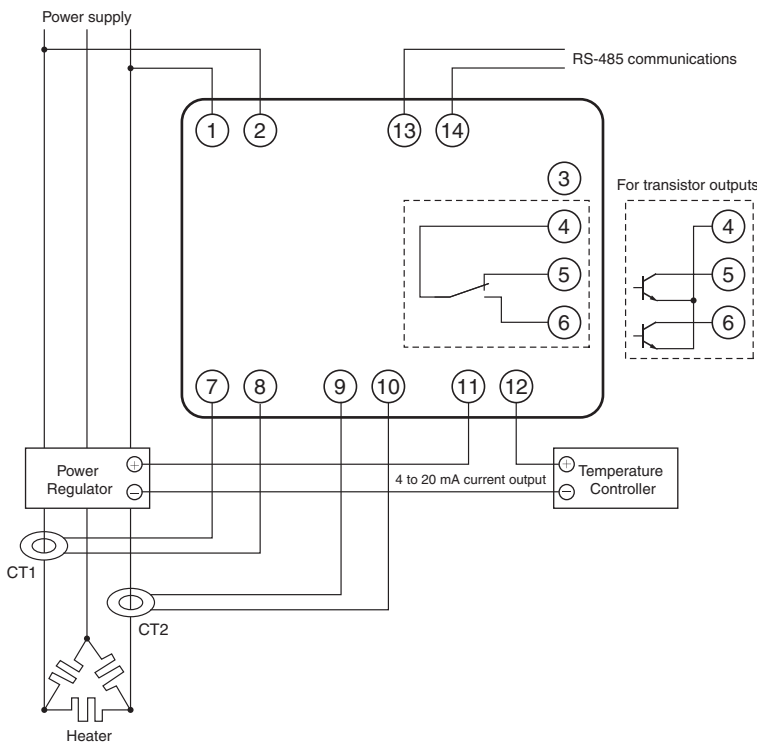 Power supply
RS-485 communications
1
2
13
14
3
For transistor outputs
4
5
6
4
5
6
7
8
9
10
11
12
Power
Regulator
+
−
4 to 20 mA current output
+
−
Temperature
Controller
CT1
CT2
Heater